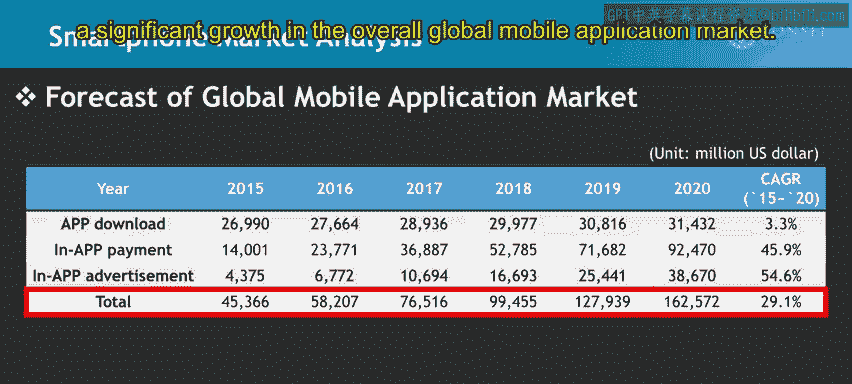 a significant growth in the overall global mobile application market.
Smartphone Market Analysis
❖ Forecast of Global Mobile Application Market
(Unit: million US dollar)
Year 2015 2016 2017 2018 2019 2020 CAGR (`15~`20)
APP download 26,990 27,664 28,936 29,977 30,816 31,432 3.3%
In-APP payment 14,001 23,771 36,887 52,785 71,682 92,470 45.9%
In-APP advertisement 4,375 6,772 10,694 16,693 25,441 38,670 54.6%
Total 45,366 58,207 76,516 99,455 127,939 162,572 29.1%